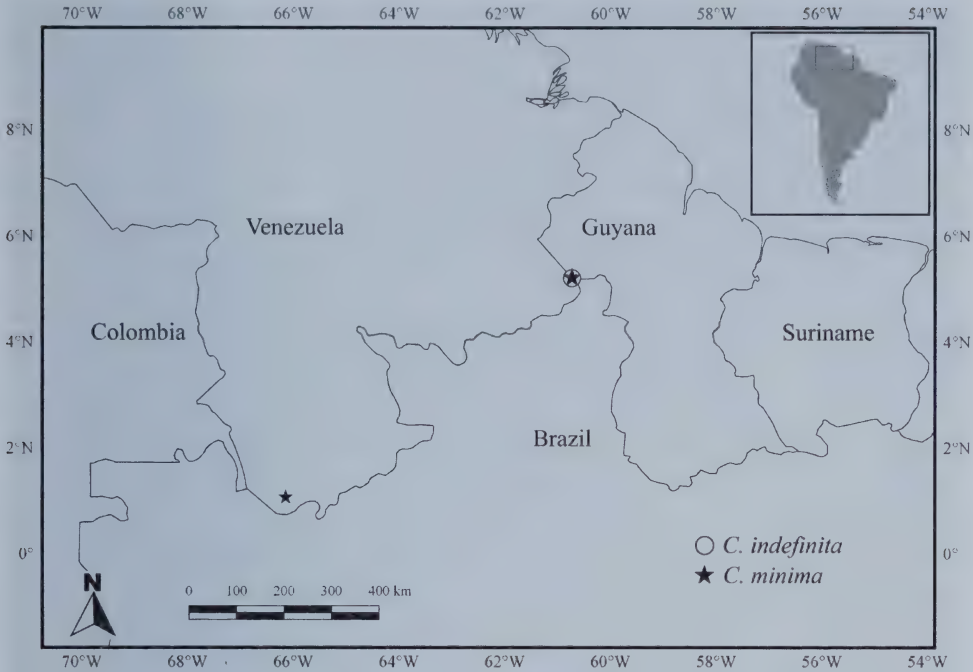 70°W 68°W 66°W 64°W 62°W 60°W 58°W 56°W 54°W
8°N 8°N
Venezuela Guyana
6°N 6°N
Colombia Suriname
4°N 4°N
Brazil
2°N 2°N
0° 0°
C. indefinita
C. minima
N
0 100 200 300 400 km
70°W 68°W 66°W 64°W 62°W 60°W 58°W 56°W 54°W